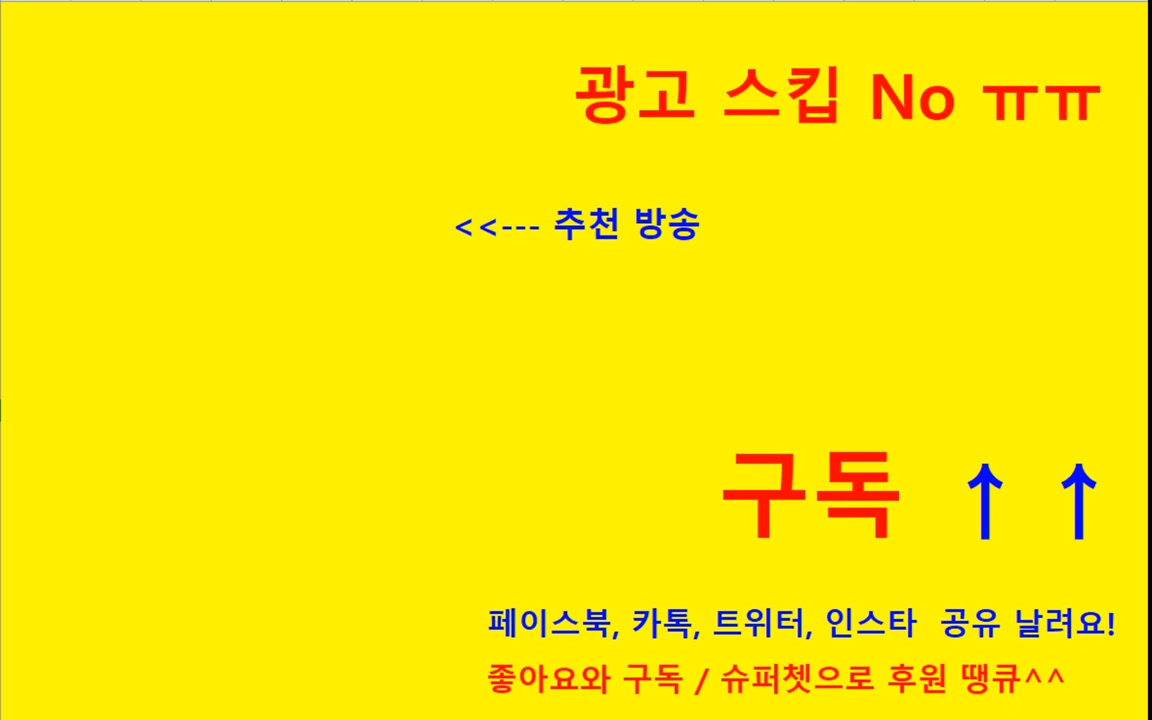 광고 스킵 No ㅠㅠ
<<--- 추천 방송
구독 ↑ ↑
페이스북, 카톡, 트위터, 인스타 공유 날려요!
좋아요와 구독 / 슈퍼쳇으로 후원 땡큐^^